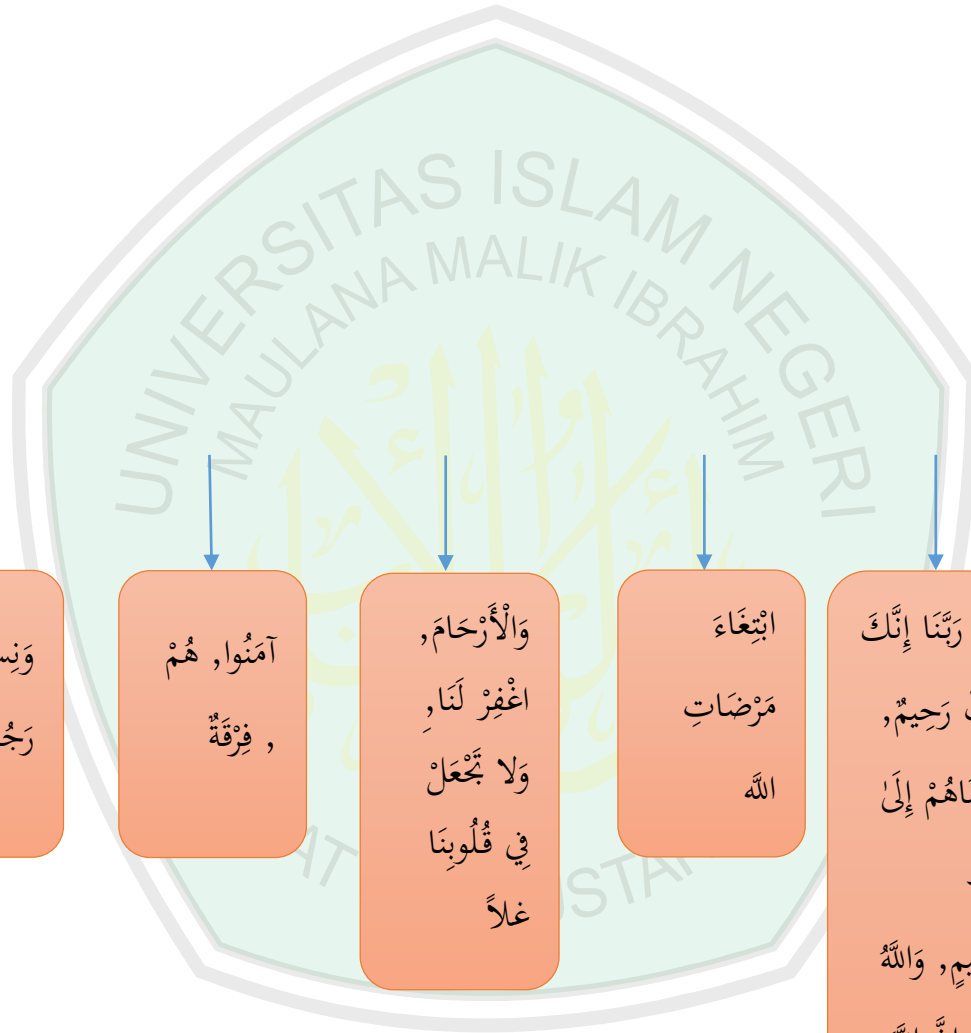 UNIVERSITAS ISLAM NEGERI
MAULANA MALIK IBRAHIM
رَبَّنَا إِنَّكَ
رَحِيمٌ,
إِلَىٰ
وَاللَّهُ
ابْتِغَاءَ
مَرْضَاتِ
اللَّه
وَالْأَرْحَامَ,
اغْفِرْ لَنَا,
وَلا تَجْعَلْ
فِي قُلُوبِنَا
غلاً
آمَنُوا, هُمْ
, فِرْقَةٌ